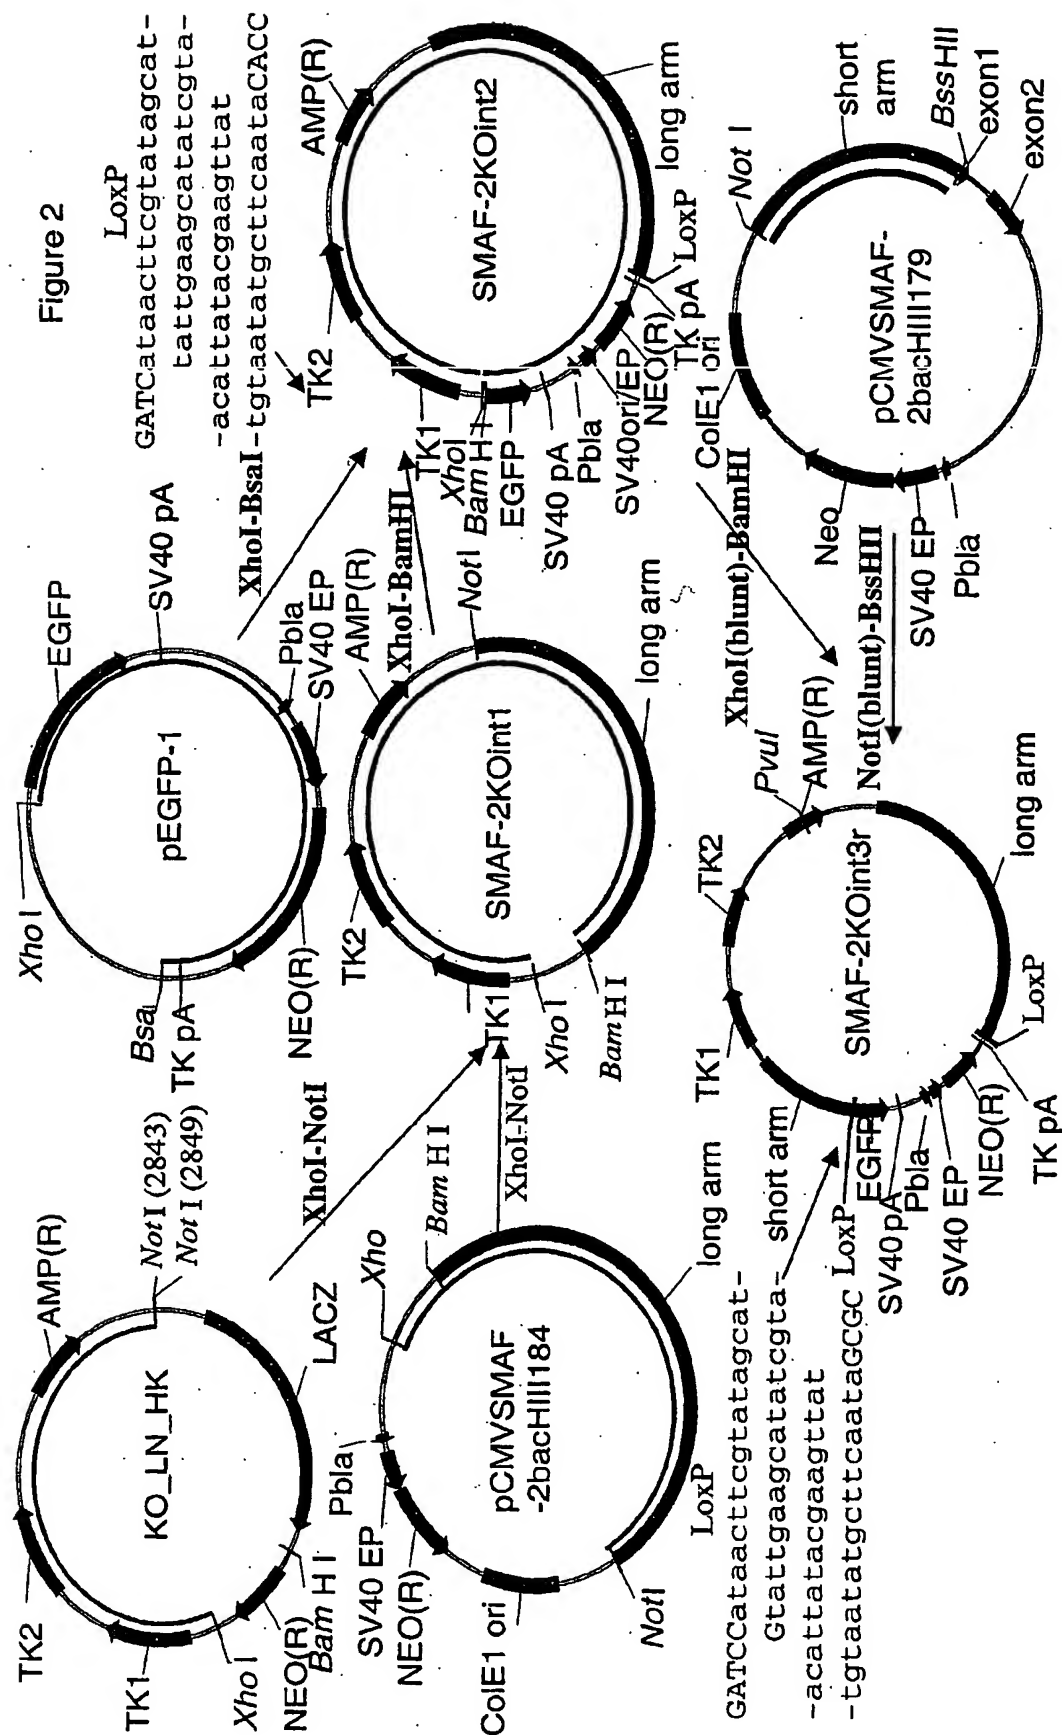 Figure 2
KO_LN_HK
TK1
TK2
AMP(R)
Not I (2843)
Not I (2849)
LACZ
Bam H I
NEO(R)
Xho I
XhoI-NotI
pEGFP-1
Xho I
EGFP
SV40 pA
Pbla
SV40 EP
NEO(R)
TK pA
XhoI-BsaI
LoxP
GATCataacttcgtatagcat-
tattgaagcatatcgta-
-acattatacgaagttat
-tgtaatatgcttcaataCACC
pCMVSMAF
-2bacHIII184
ColE1 ori
NEO(R)
SV40 EP
Pbla
Xho
Bam H I
long arm
NotI
XhoI-NotI
SMAF-2KOint1
TK1
TK2
AMP(R)
Not I
long arm
Bam H I
Xho I
XhoI-BamHI
SMAF-2KOint2
TK2
AMP(R)
long arm
LoxP
TK pA
NEO(R)
SV40ori/EP
Pbla
SV40 pA
EGFP
Bam H I
Xho I
TK1
LoxP
GATCCataacttcgtatagcat-
Gtattgaagcatatcgta-
-acattatacgaagttat
-tgtaatatgcttcaataGCGC
SMAF-2KOint3r
LoxP
short arm
TK1
TK2
PvuI
AMP(R)
long arm
LoxP
TK pA
NEO(R)
SV40 EP
Pbla
SV40pA
EGFP
XhoI(blunt)-BamHI
NotI(blunt)-BssHII
pCMVSMAF-
2bacHIII179
ColE1 ori
Not I
short
arm
BssHII
exon1
exon2
Pbla
SV40 EP
Neo